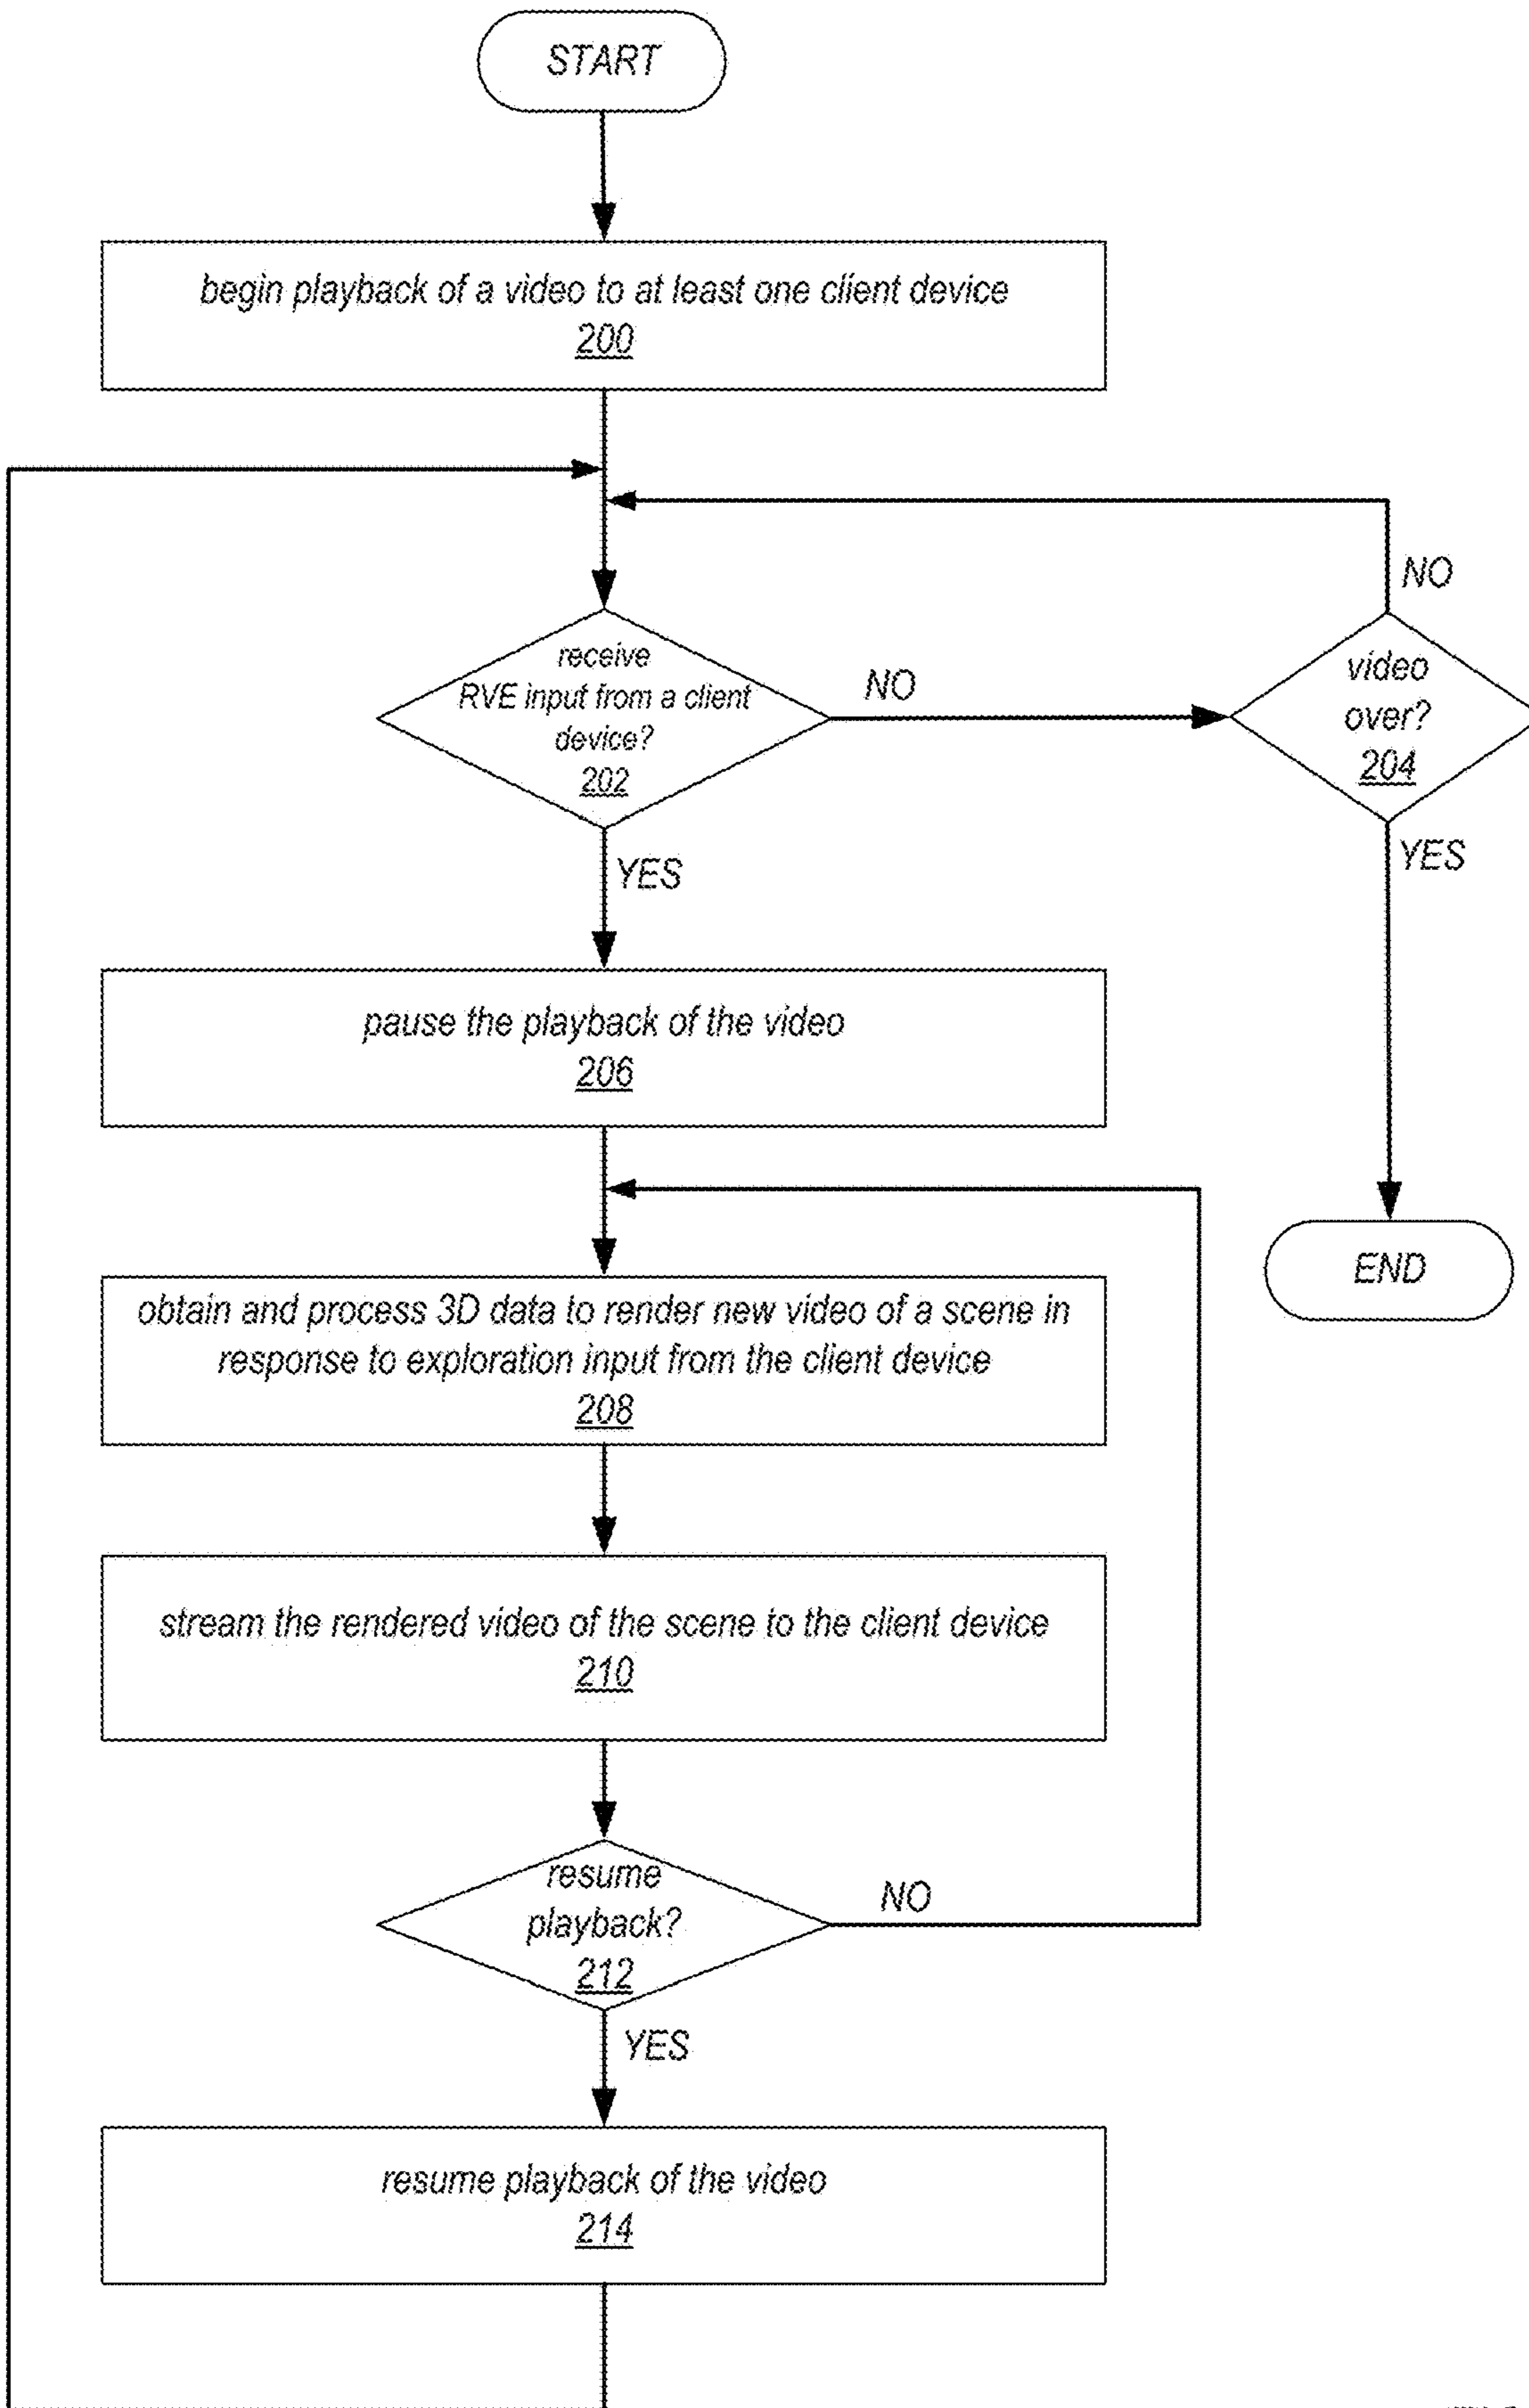 START
begin playback of a video to at least one client device
200
NO
receive
RVE input from a client
device?
202
NO
video
over?
204
YES
YES
pause the playback of the video
206
END
obtain and process 3D data to render new video of a scene in
response to exploration input from the client device
208
stream the rendered video of the scene to the client device
210
resume
playback?
212
NO
YES
resume playback of the video
214